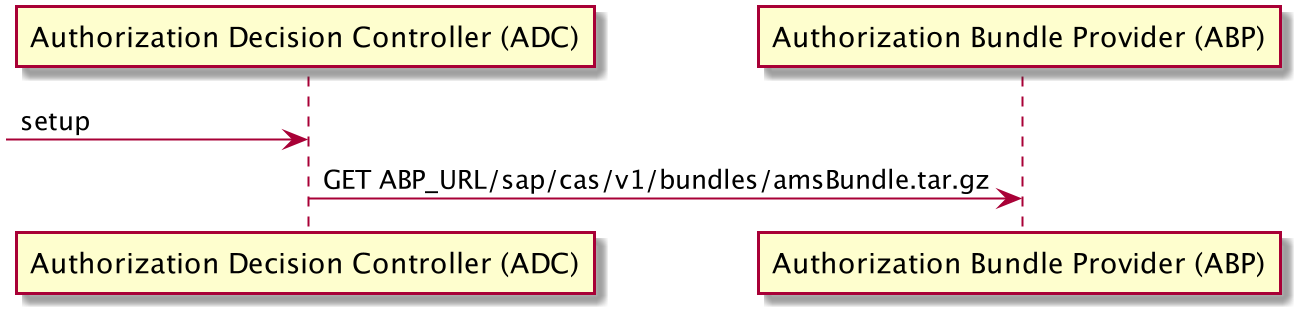 Authorization Decision Controller (ADC)
Authorization Bundle Provider (ABP)
setup
GET ABP_URL/sap/cas/v1/bundles/amsBundle.tar.gz
Authorization Decision Controller (ADC)
Authorization Bundle Provider (ABP)